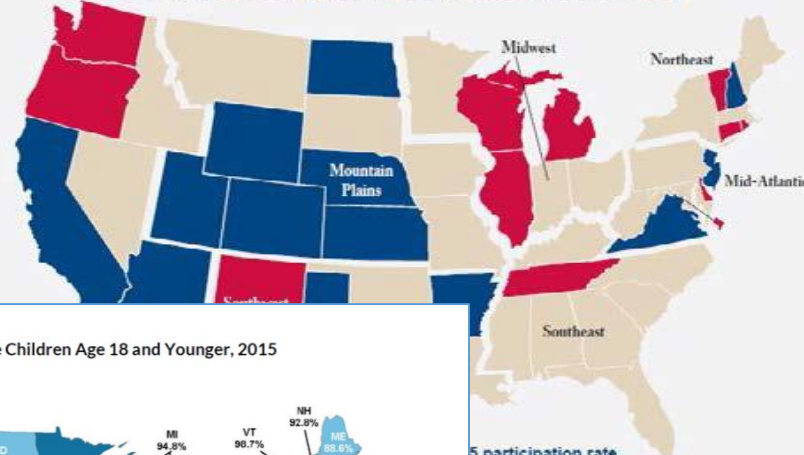 Midwest
Northeast
Mountain
Plains
Mid-Atlantic
Southeast
Children Age 18 and Younger, 2015
NH
92.8%
MI
94.8%
VT
98.7%
ME
88.6%
participation rate